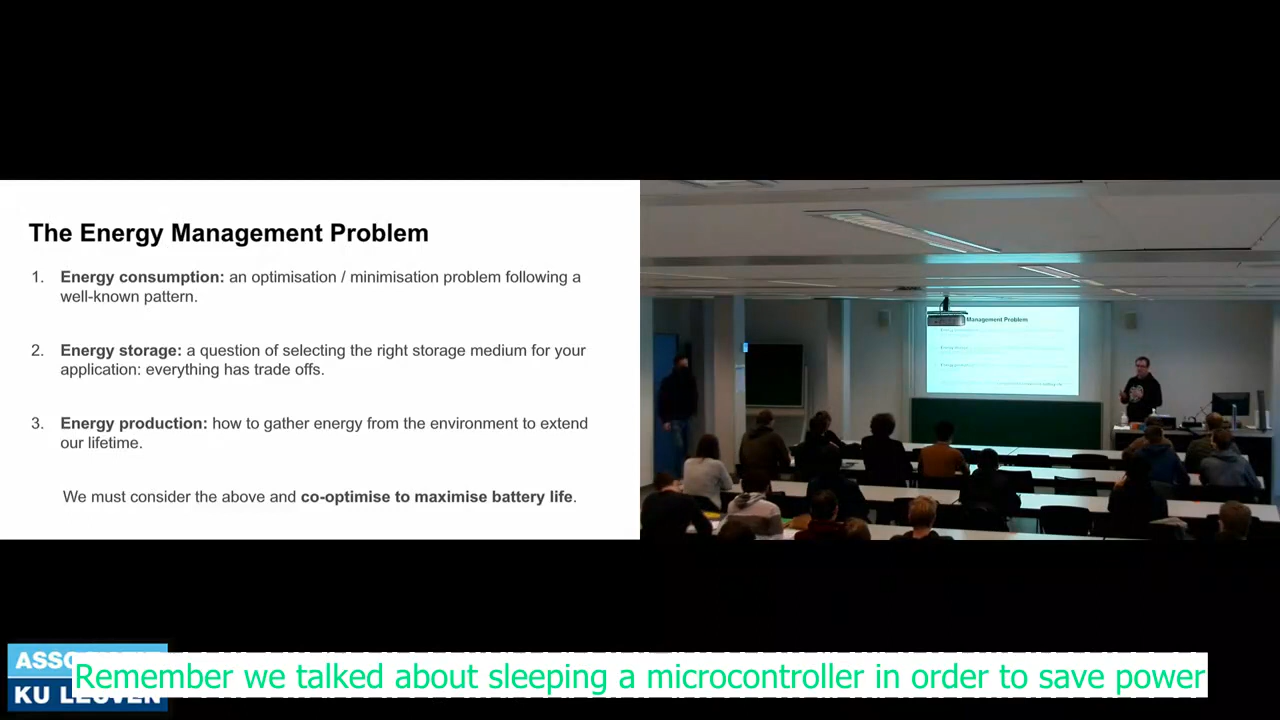 The Energy Management Problem
1. Energy consumption: an optimisation / minimisation problem following a
well-known pattern.
2. Energy storage: a question of selecting the right storage medium for your
application: everything has trade offs.
3. Energy production: how to gather energy from the environment to extend
our lifetime.
We must consider the above and co-optimise to maximise battery life.
Management Problem
Remember we talked about sleeping a microcontroller in order to save power
KU LEUVEN